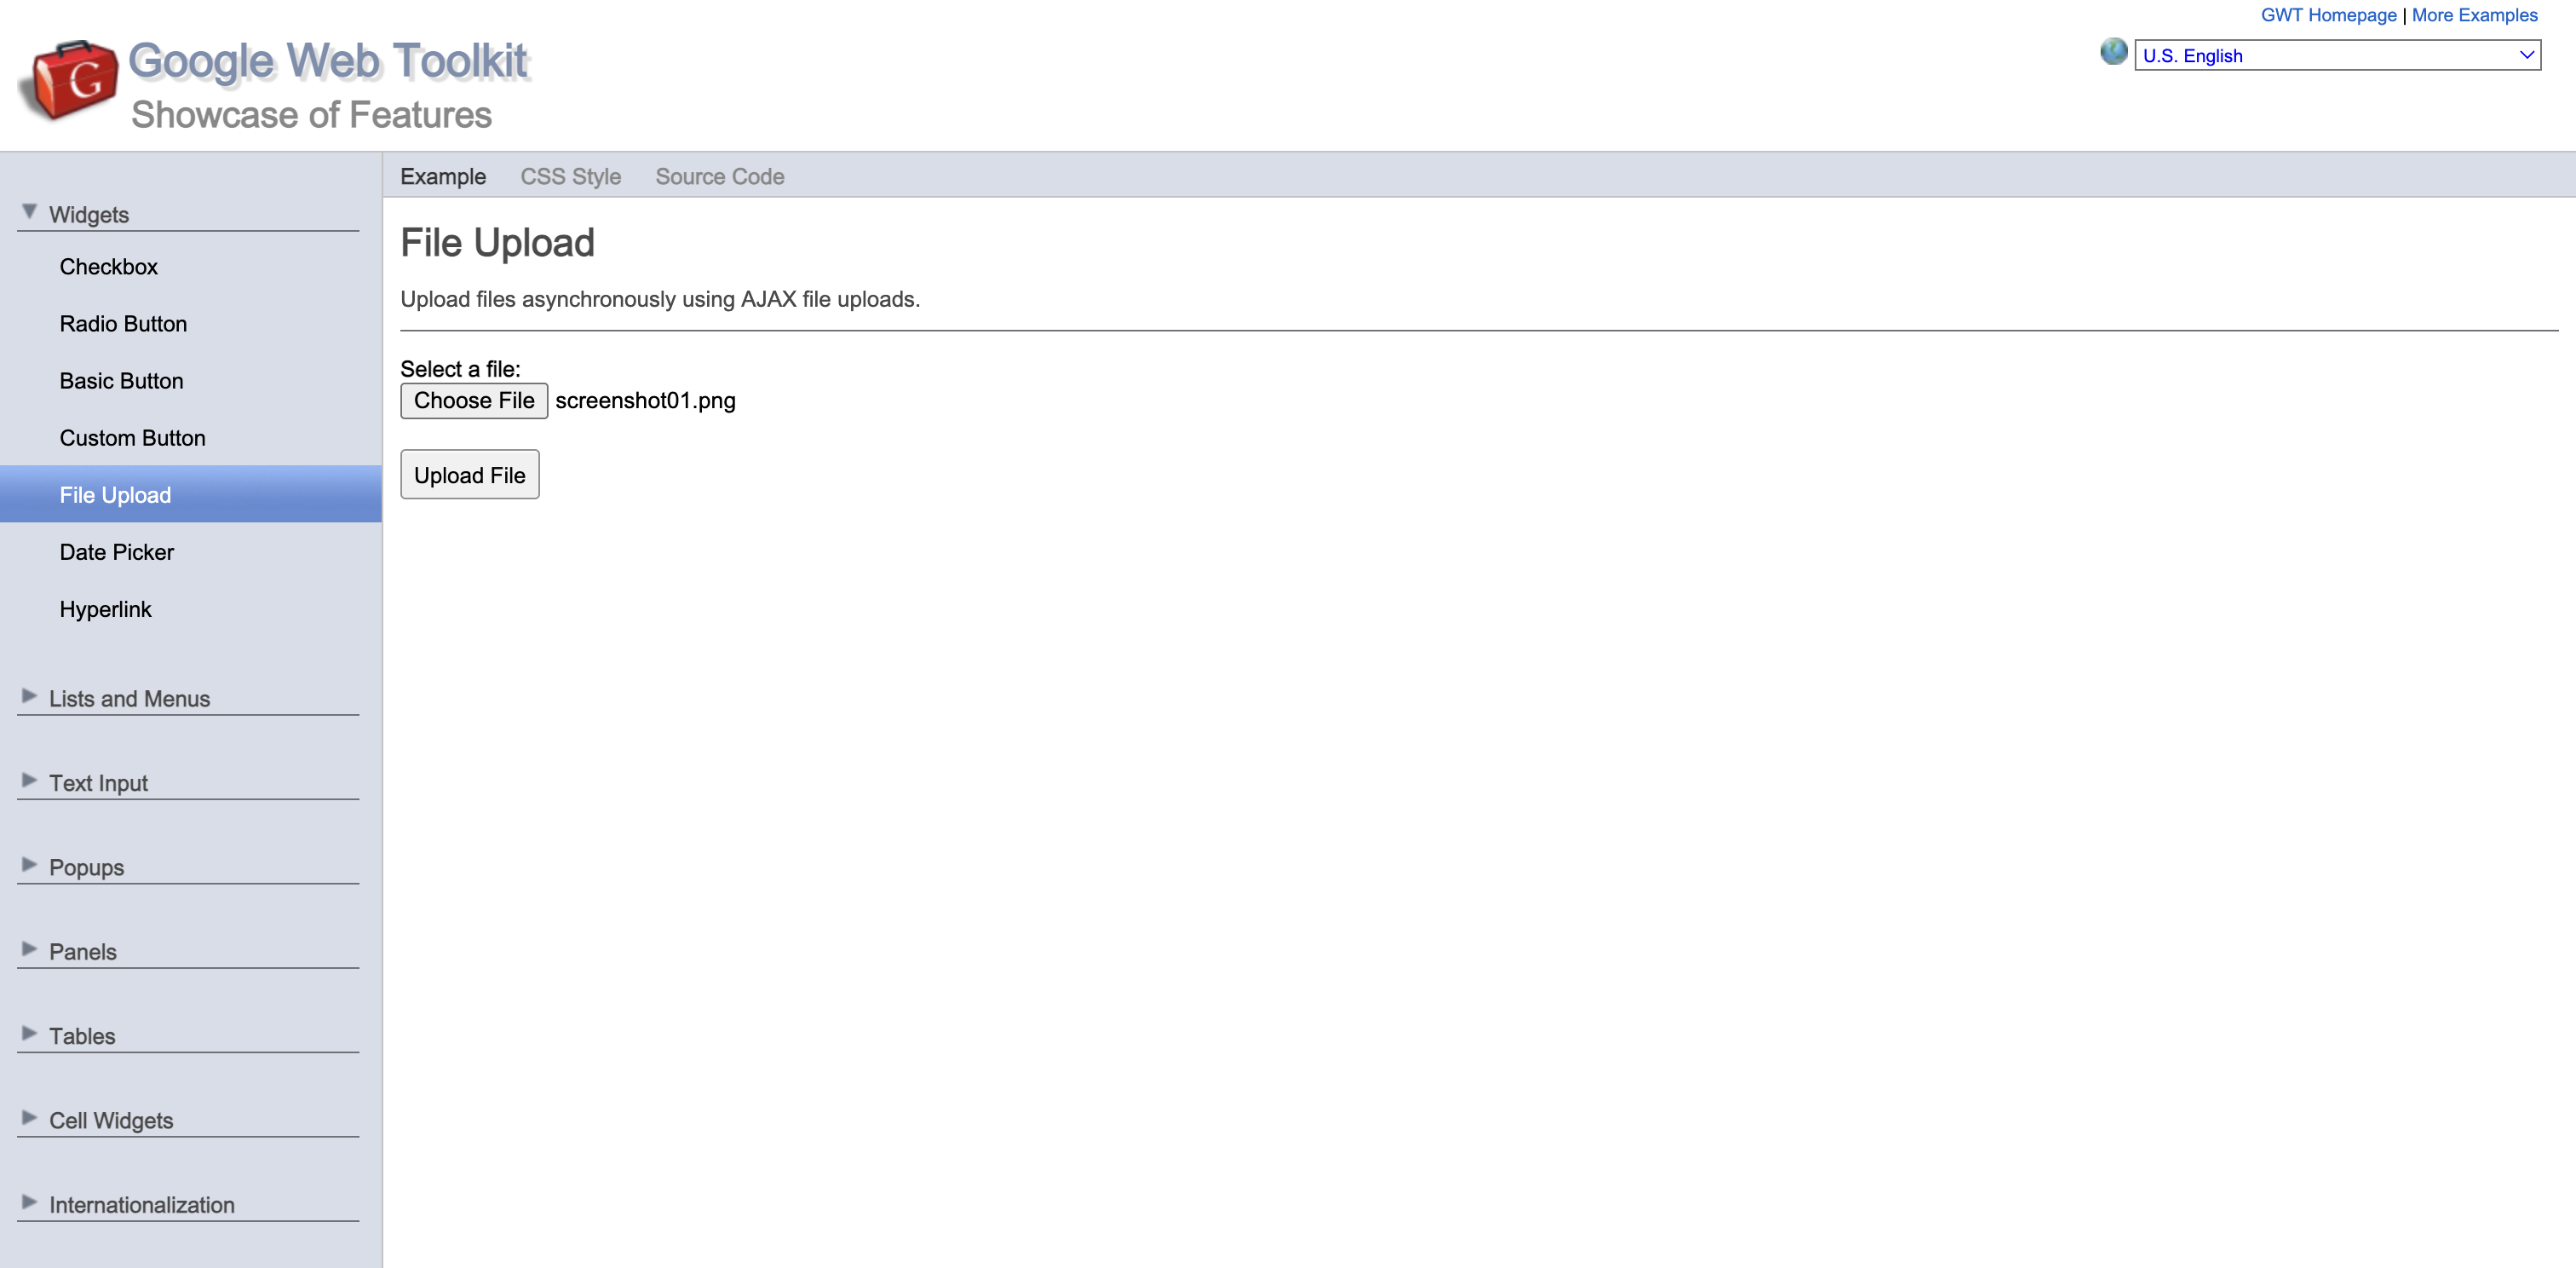 GWT Homepage | More Examples
Google Web Toolkit
U.S. English
Showcase of Features
Example CSS Style Source Code
Widgets
Checkbox
Radio Button
Basic Button
Custom Button
File Upload
Date Picker
Hyperlink
Lists and Menus
Text Input
Popups
Panels
Tables
Cell Widgets
Internationalization
File Upload
Upload files asynchronously using AJAX file uploads.
Select a file:
Choose File screenshot01.png
Upload File